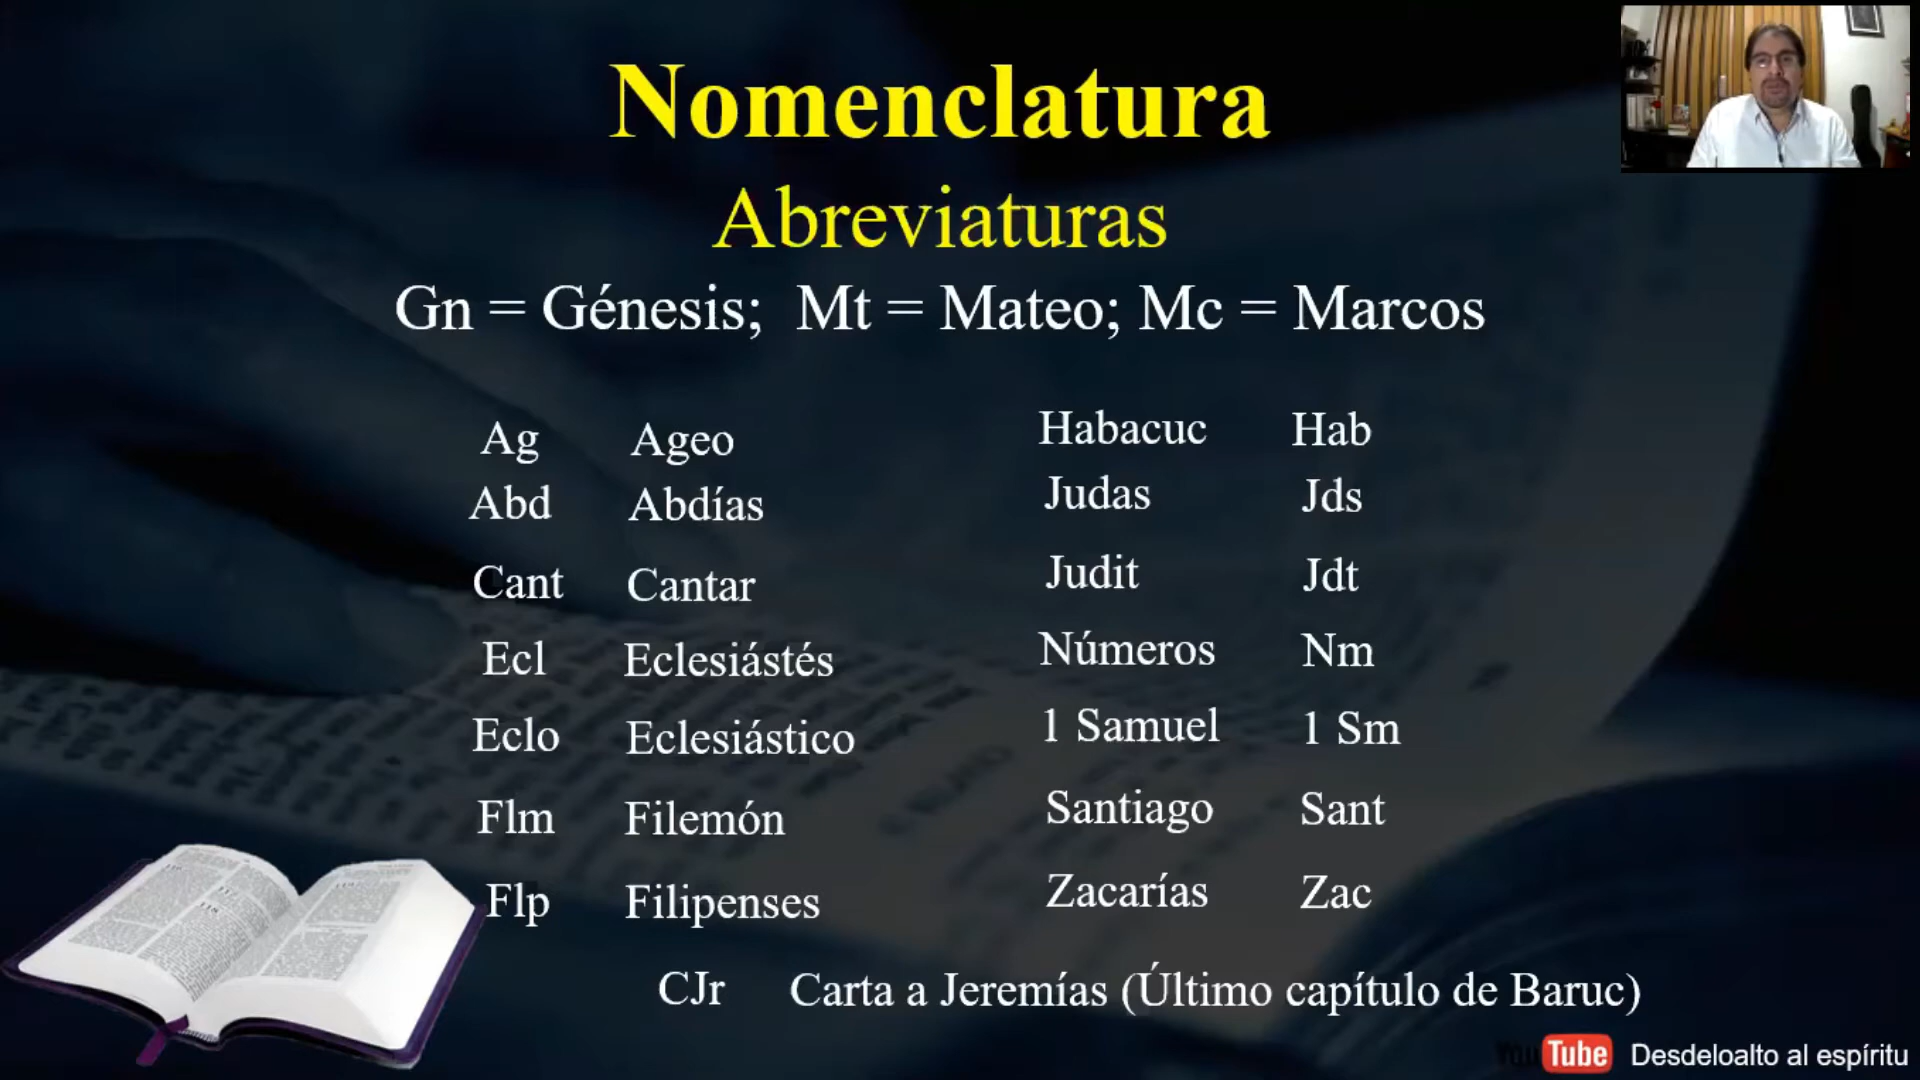 Nomenclatura
Abreviaturas
Gn = Génesis; Mt = Mateo; Mc = Marcos
Ag Ageo
Abd Abdías
Cant Cantar
Ecl Eclesiástés
Eclo Eclesiástico
Flm Filemón
Flp Filipenses
Habacuc Hab
Judas Jds
Judit Jdt
Números Nm
1 Samuel 1 Sm
Santiago Sant
Zacarías Zac
CJr Carta a Jeremías (Último capítulo de Baruc)
YouTube Desdeloalto al espíritu